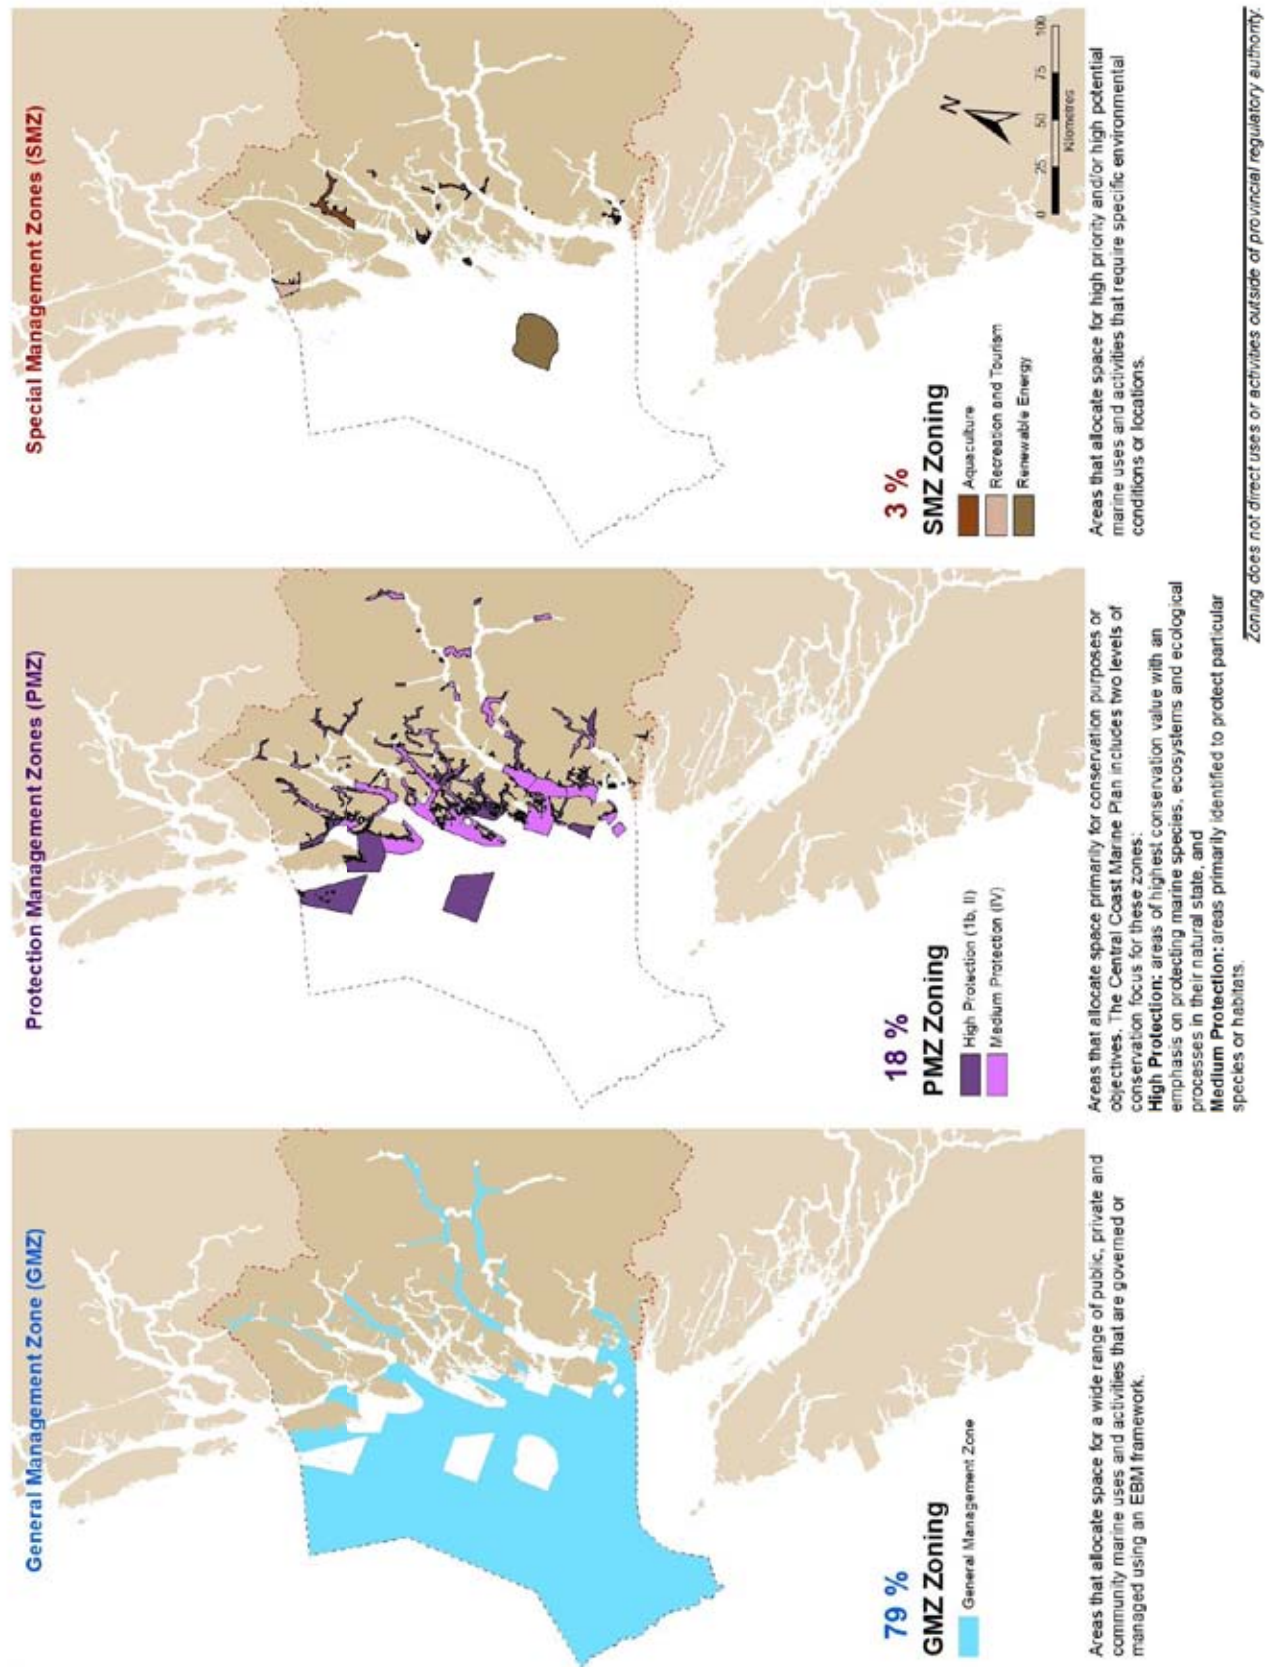 General Management Zone (GMZ)
79 %
GMZ Zoning
General Management Zone
Areas that allocate space for a wide range of public, private and
community marine uses and activities that are governed or
managed using an EBM framework.
Protection Management Zones (PMZ)
18 %
PMZ Zoning
High Protection (1b, II)
Medium Protection (IV)
Areas that allocate space primarily for conservation purposes or
objectives. The Central Coast Marine Plan includes two levels of
conservation focus for these zones:
High Protection: areas of highest conservation value with an
emphasis on protecting marine species, ecosystems and ecological
processes in their natural state, and
Medium Protection: areas primarily identified to protect particular
species or habitats.
Special Management Zones (SMZ)
N
0 25 50 75 100
Kilometres
3 %
SMZ Zoning
Aquaculture
Recreation and Tourism
Renewable Energy
Areas that allocate space for high priority and/or high potential
marine uses and activities that require specific environmental
conditions or locations.
Zoning does not direct uses or activities outside of provincial regulatory authority.